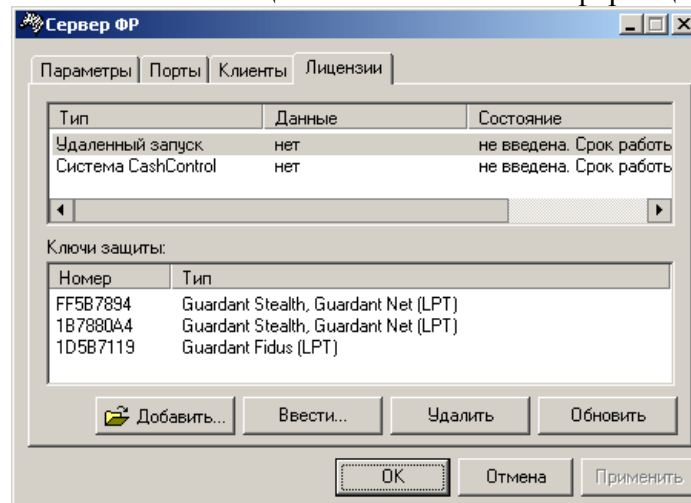 Сервер ФР
Параметры Порты Клиенты Лицензии
Тип Данные Состояние
Удаленный запуск нет не введена. Срок работь
Система CashControl нет не введена. Срок работь
Ключи защиты:
Номер Тип
FF5B7894 Guardant Stealth, Guardant Net (LPT)
1B7880A4 Guardant Stealth, Guardant Net (LPT)
1D5B7119 Guardant Fidus (LPT)
Добавить... Ввести... Удалить Обновить
OK Отмена Применить